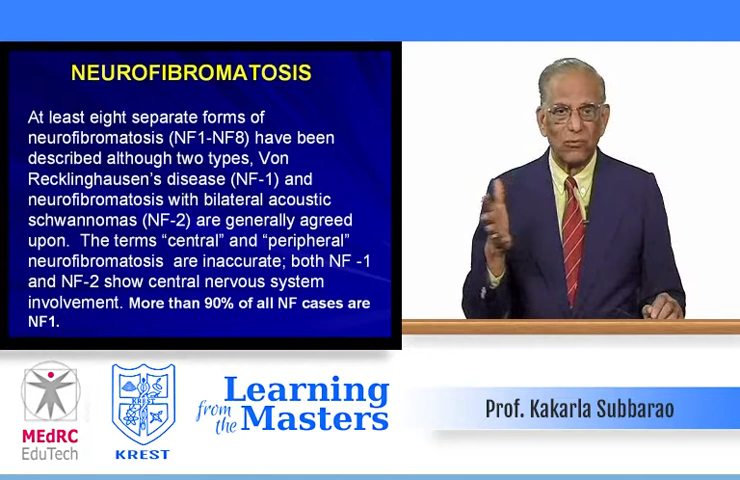 NEUROFIBROMATOSIS
At least eight separate forms of
neurofibromatosis (NF1-NF8) have been
described although two types, Von
Recklinghausen's disease (NF-1) and
neurofibromatosis with bilateral acoustic
schwannomas (NF-2) are generally agreed
upon. The terms “central” and “peripheral”
neurofibromatosis are inaccurate; both NF -1
and NF-2 show central nervous system
involvement. More than 90% of all NF cases are
NF1.
MEdRC
EduTech
KREST
KREST
Learning
from the
Masters
Prof. Kakarla Subbarao